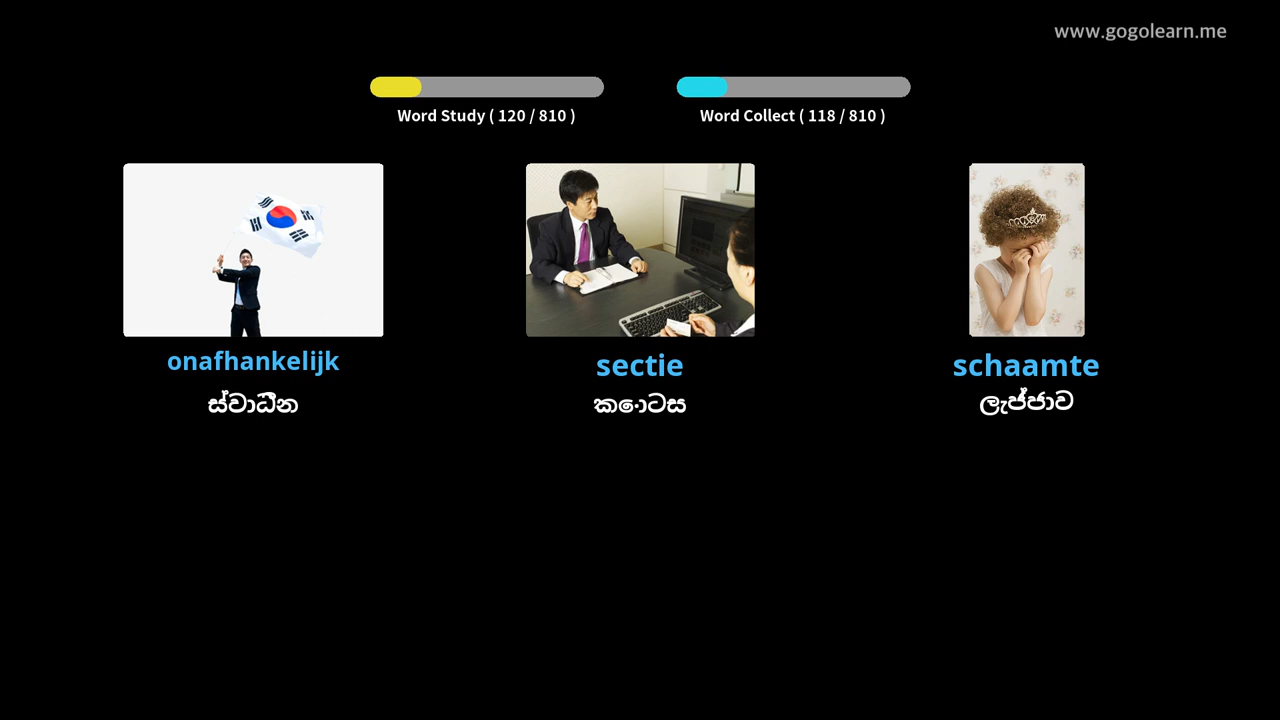 www.gogolearn.me
Word Study ( 120 / 810 )
Word Collect ( 118 / 810 )
onafhankelijk
sectie
schaamte
ස්වාධීන
කොටස
ලැජ්ජාව